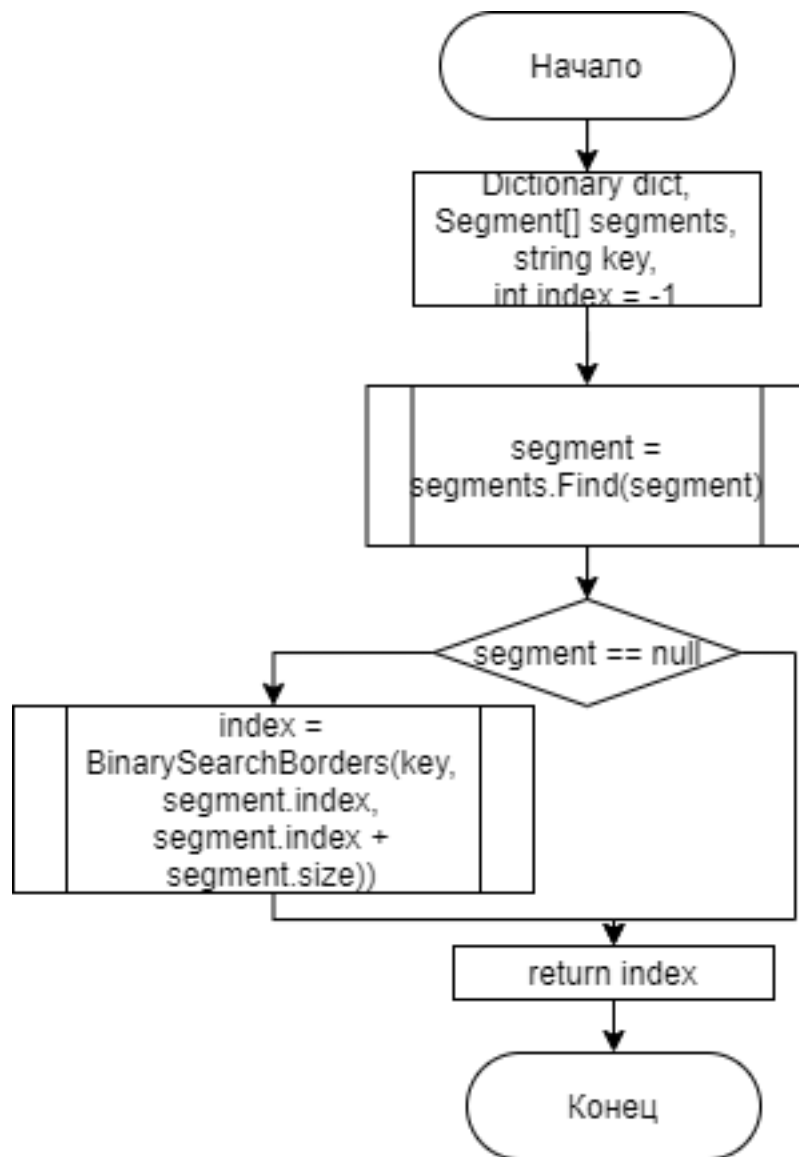 Начало
Dictionary dict,
Segment[] segments,
string key,
int index = -1
segment =
segments.Find(segment)
segment == null
index =
BinarySearchBorders(key,
segment.index,
segment.index +
segment.size))
return index
Конец